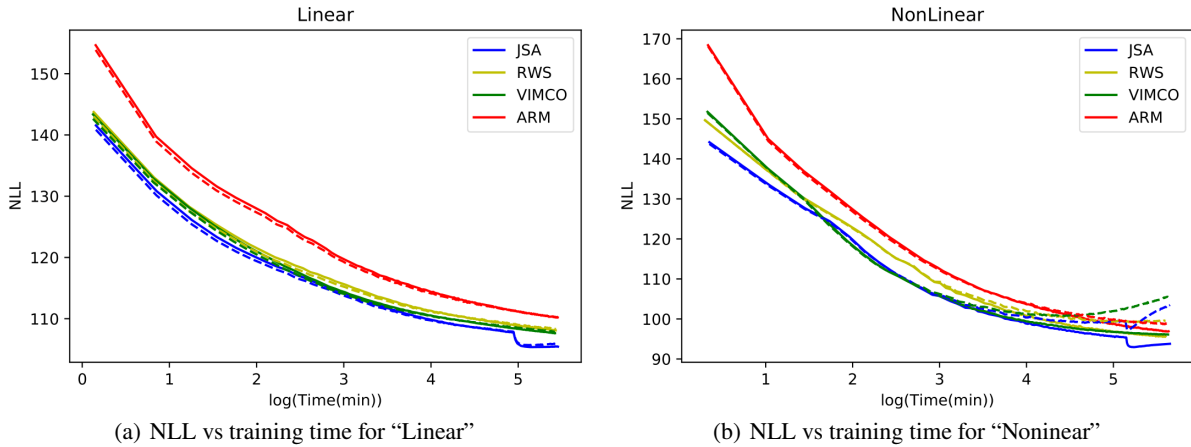 Linear
NonLinear
NLL
150
140
130
120
110
0
1
2
3
4
5
log(Time(min))
JSA
RWS
VIMCO
ARM
NLL
170
160
150
140
130
120
110
100
90
1
2
3
4
5
log(Time(min))
JSA
RWS
VIMCO
ARM
(a) NLL vs training time for “Linear”
(b) NLL vs training time for “Noninear”